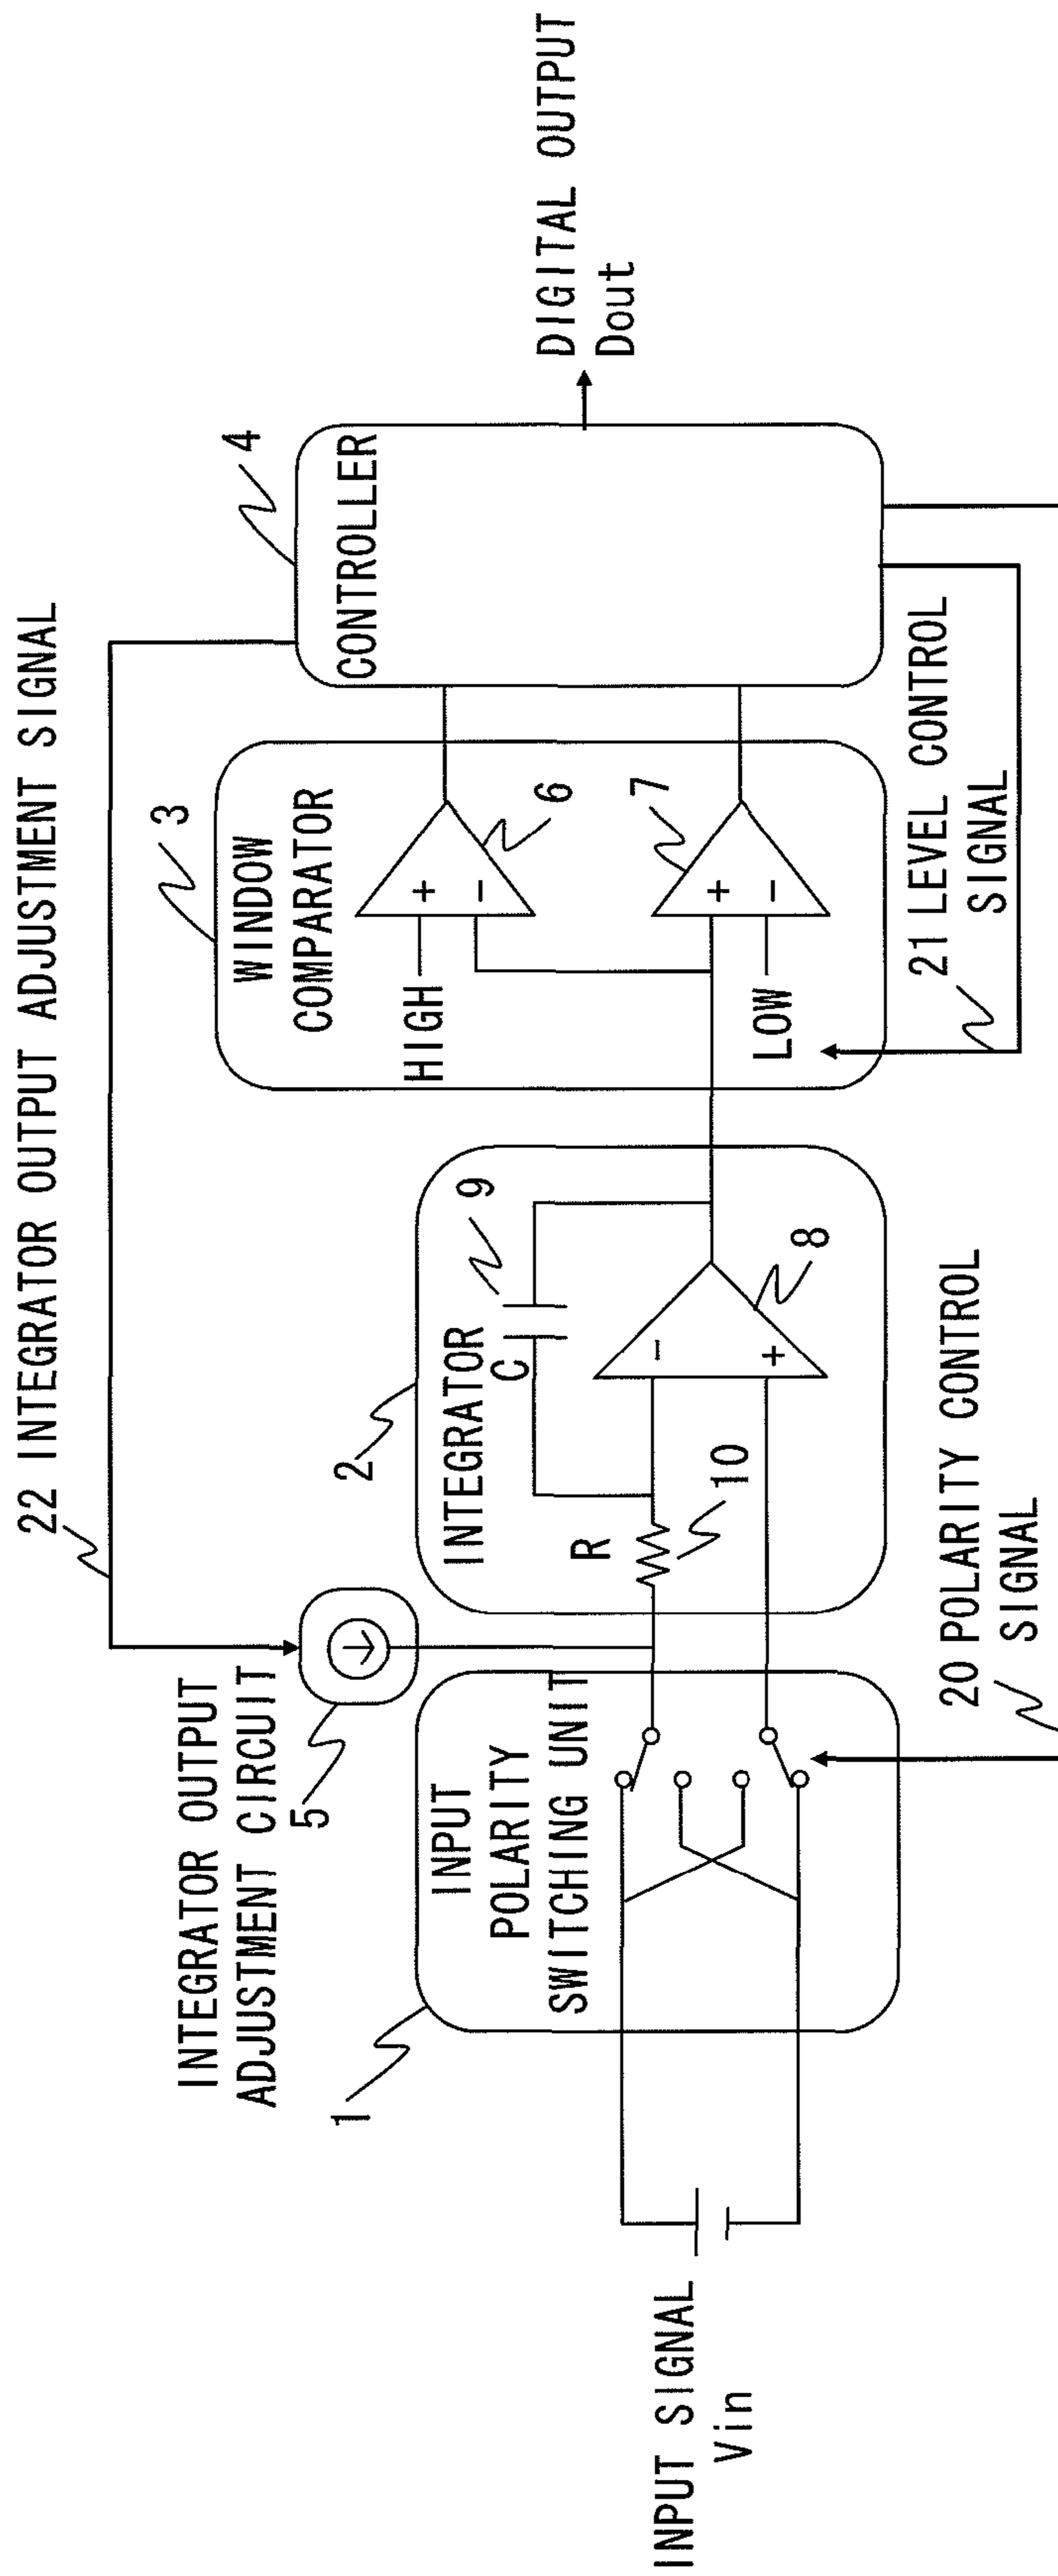 22 INTEGRATOR OUTPUT ADJUSTMENT SIGNAL
INTEGRATOR OUTPUT
ADJUSTMENT CIRCUIT
5
1
INPUT
POLARITY
SWITCHING UNIT
INPUT SIGNAL
Vin
2
INTEGRATOR
C
9
R
10
-
+
8
3
WINDOW
COMPARATOR
HIGH
+
-
6
7
+
-
LOW
4
CONTROLLER
DIGITAL OUTPUT
Dout
20 POLARITY CONTROL
SIGNAL
21 LEVEL CONTROL
SIGNAL